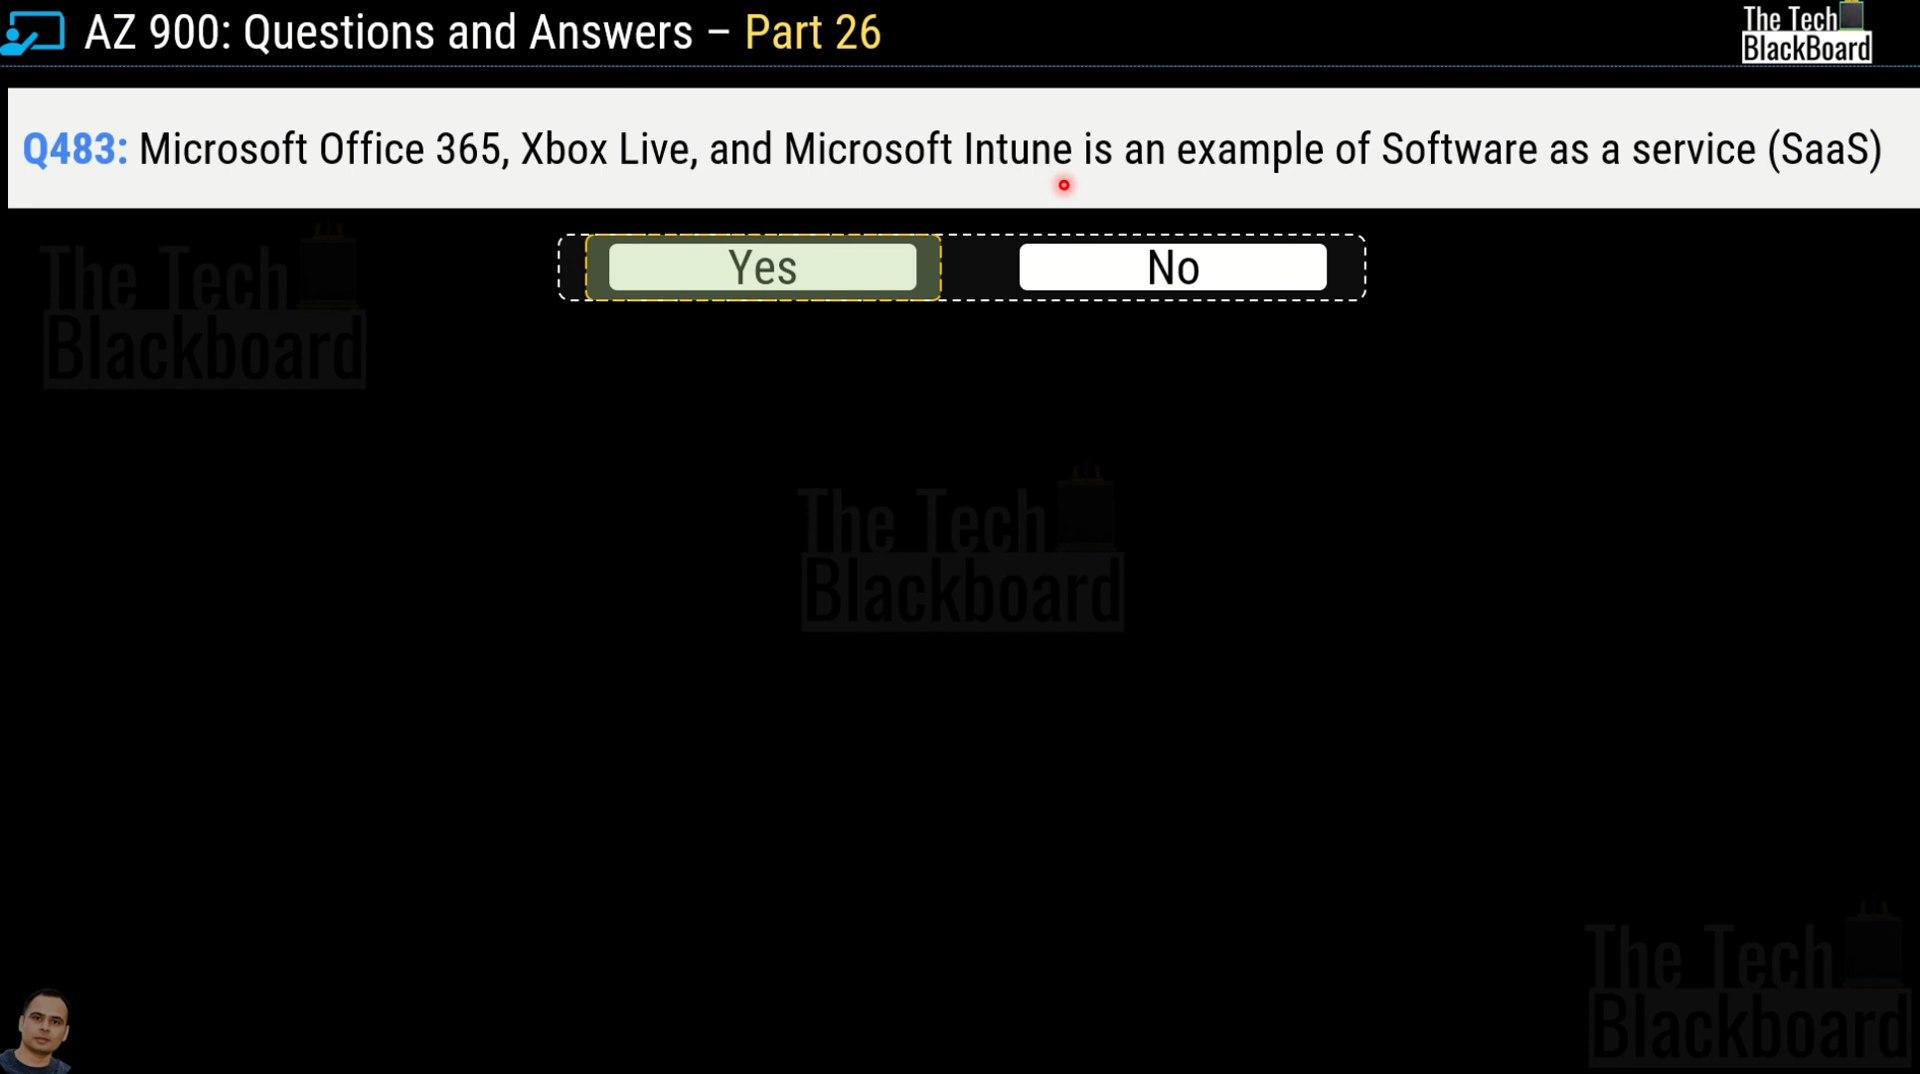 AZ 900: Questions and Answers – Part 26
The Tech
BlackBoard
Q483: Microsoft Office 365, Xbox Live, and Microsoft Intune is an example of Software as a service (SaaS)
Yes No
The Tech
Blackboard
The Tech
Blackboard
The Tech
Blackboard